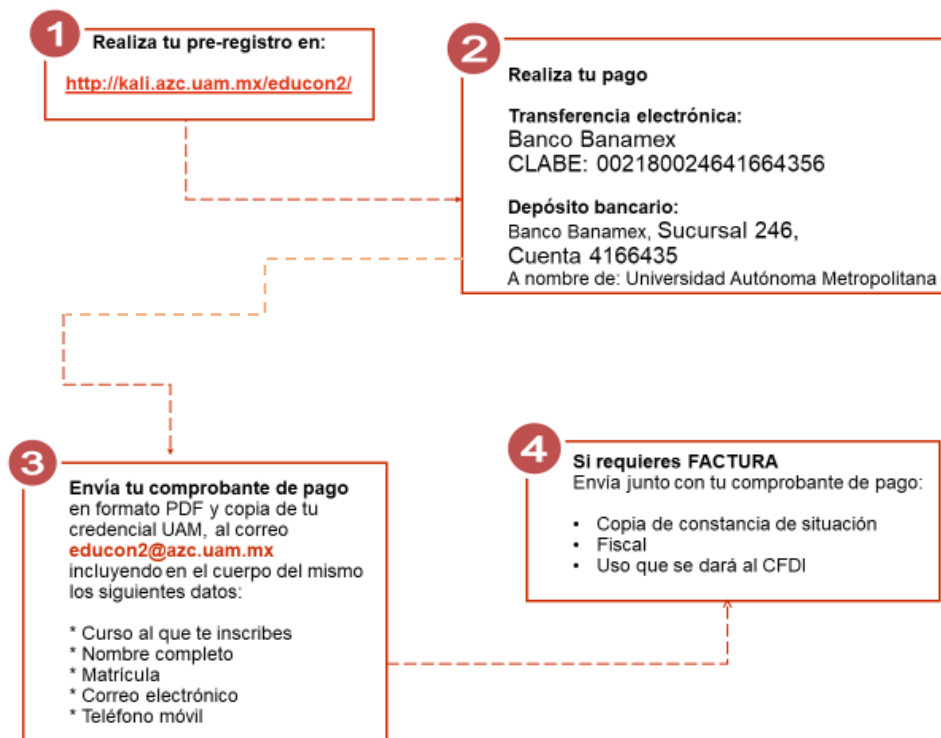 1
Realiza tu pre-registro en:
http://kali.azc.uam.mx/educon2/
2
Realiza tu pago
Transferencia electrónica:
Banco Banamex
CLABE: 002180024641664356
Depósito bancario:
Banco Banamex, Sucursal 246,
Cuenta 4166435
A nombre de: Universidad Autónoma Metropolitana
3
Envía tu comprobante de pago
en formato PDF y copia de tu
credencial UAM, al correo
educon2@azc.uam.mx
incluyendo en el cuerpo del mismo
los siguientes datos:
* Curso al que te inscribes
* Nombre completo
* Matrícula
* Correo electrónico
* Teléfono móvil
4
Si requieres FACTURA
Envía junto con tu comprobante de pago:
• Copia de constancia de situación
• Fiscal
• Uso que se dará al CFDI